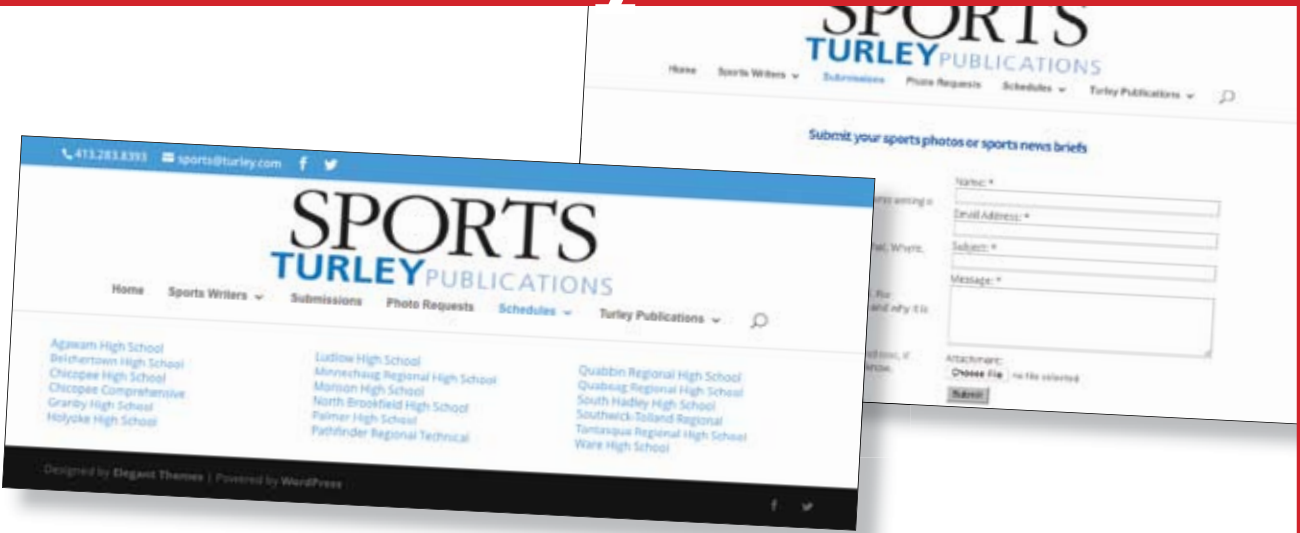 SPORTS
TURLEY PUBLICATIONS
Home Sports Writers Submissions Photo Requests Schedules Turley Publications
Submit your sports photos or sports news briefs
Name: *
Email Address: *
Subject: *
Message: *
and why it is
Attachment:
Choose File no file selected
Submit
413.283.8393 sports@turley.com
SPORTS
TURLEY PUBLICATIONS
Home Sports Writers Submissions Photo Requests Schedules Turley Publications
Agawam High School
Belchertown High School
Chicopee High School
Chicopee Comprehensive
Granby High School
Holyoke High School
Ludlow High School
Minnechaug Regional High School
Monson High School
North Brookfield High School
Palmer High School
Pathfinder Regional Technical
Quabbin Regional High School
Quaboag Regional High School
South Hadley High School
Southwick-Tolland Regional
Tantasqua Regional High School
Ware High School
Designed by Elegant Themes | Powered by WordPress